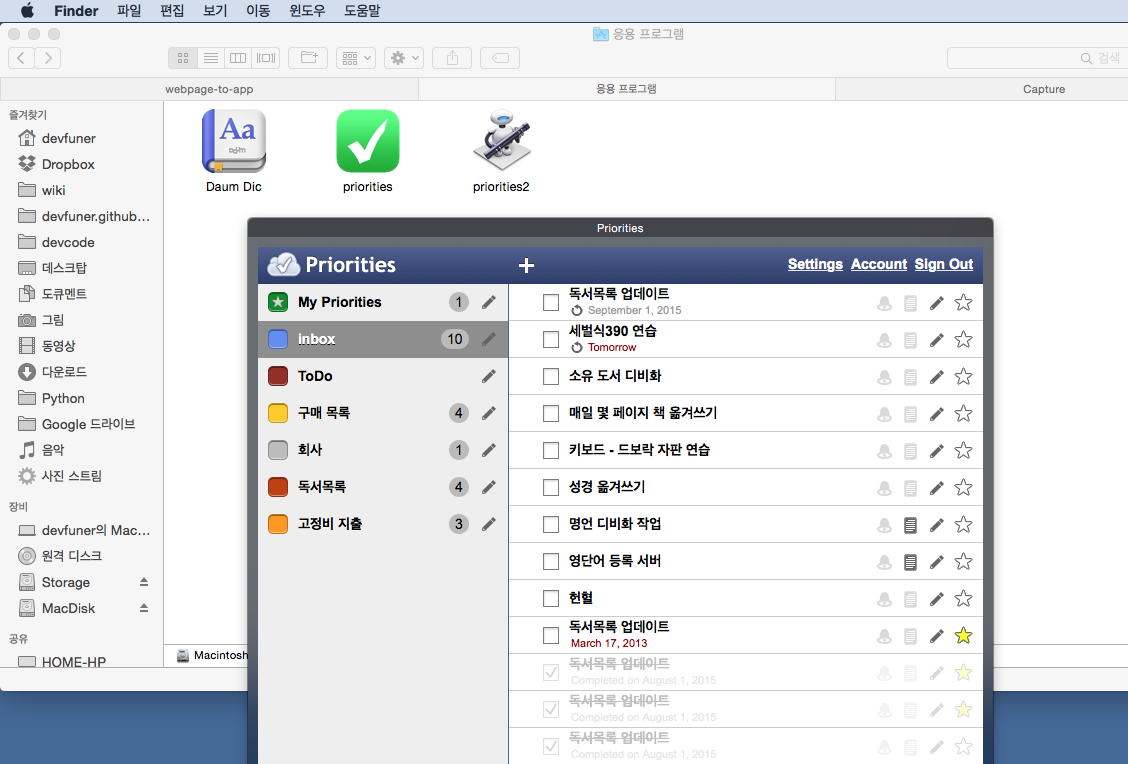 Finder 파일 편집 보기 이동 윈도우 도움말
응용 프로그램
검색
webpage-to-app 응용 프로그램 Capture
즐겨찾기
devfuner
Dropbox
wiki
devfuner.github...
devcode
데스크탑
도큐멘트
그림
동영상
다운로드
Python
Google 드라이브
음악
사진 스트림
장비
devfuner의 Mac...
원격 디스크
Storage
MacDisk
공유
HOME-HP
Aa
Daum Dic
priorities
priorities2
Macintosh
Priorities
Priorities + Settings Account Sign Out
My Priorities 1
Inbox 10
ToDo
구매 목록 4
회사 1
독서목록 4
고정비 지출 3
독서목록 업데이트
September 1, 2015
세벌식390 연습
Tomorrow
소유 도서 디비화
매일 몇 페이지 책 옮겨쓰기
키보드 - 드보락 자판 연습
성경 옮겨쓰기
명언 디비화 작업
영단어 등록 서버
헌혈
독서목록 업데이트
March 17, 2013
독서목록 업데이트
Completed on August 1, 2015
독서목록 업데이트
Completed on August 1, 2015
독서목록 업데이트
Completed on August 1, 2015